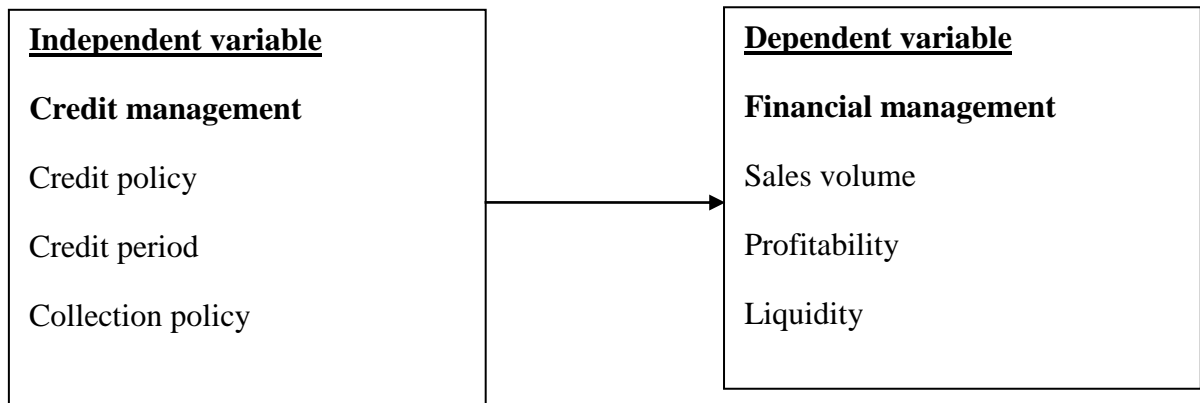 Independent variable
Credit management
Credit policy
Credit period
Collection policy
Dependent variable
Financial management
Sales volume
Profitability
Liquidity